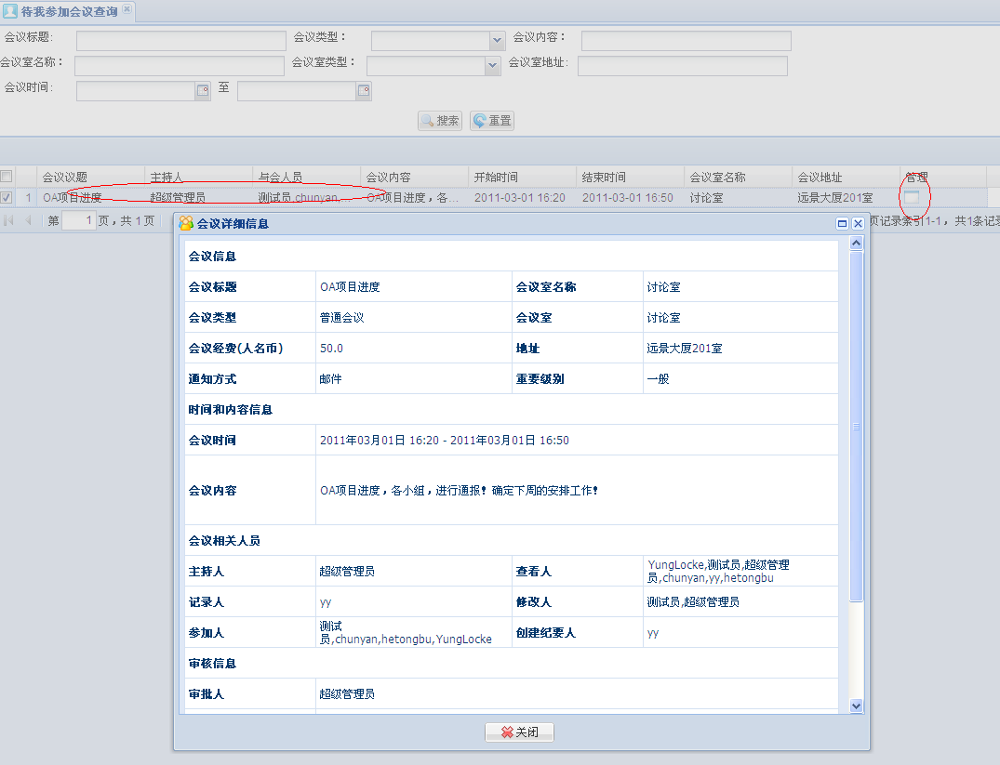 待我参加会议查询
会议标题: 会议类型： 会议内容：
会议室名称： 会议室类型： 会议室地址:
会议时间: 至
搜索 重置
会议议题 主持人 与会人员 会议内容 开始时间 结束时间 会议室名称 会议地址 管理
1 OA项目进度 超级管理员 测试员,chunyan,... OA项目进度，各... 2011-03-01 16:20 2011-03-01 16:50 讨论室 远景大厦201室
第 1 页，共 1 页 页记录索引1-1，共1条记录
会议详细信息
会议信息
会议标题 OA项目进度 会议室名称 讨论室
会议类型 普通会议 会议室 讨论室
会议经费(人名币) 50.0 地址 远景大厦201室
通知方式 邮件 重要级别 一般
时间和内容信息
会议时间 2011年03月01日 16:20 - 2011年03月01日 16:50
会议内容 OA项目进度，各小组，进行通报！确定下周的安排工作！
会议相关人员
主持人 超级管理员 查看人 YungLocke,测试员,超级管理
员,chunyan,yy,hetongbu
记录人 yy 修改人 测试员,超级管理员
参加人 测试
员,chunyan,hetongbu,YungLocke 创建纪要人 yy
审核信息
审批人 超级管理员
关闭